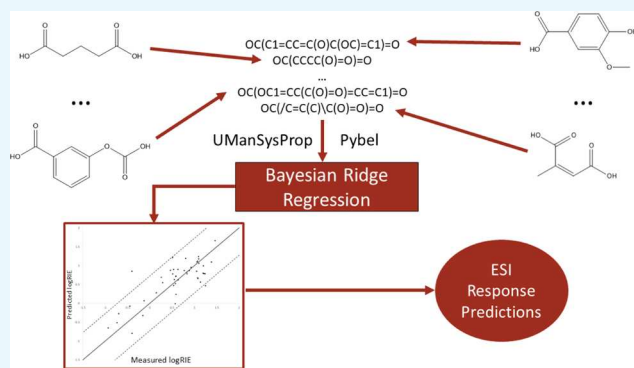 O
O
HO
OH
...
O
HO
O
O
OH
OC(C1=CC=C(O)C(OC)=C1)=O
OC(CCCC(O)=O)=O
...
OC(OC1=CC(C(O)=O)=CC=C1)=O
OC(/C=C(C)\C(O)=O)=O
O
HO
OH
O
...
HO
O
O
OH
UManSysProp Pybel
Bayesian Ridge
Regression
Predicted logRIE
Measured logRIE
ESI
Response
Predictions